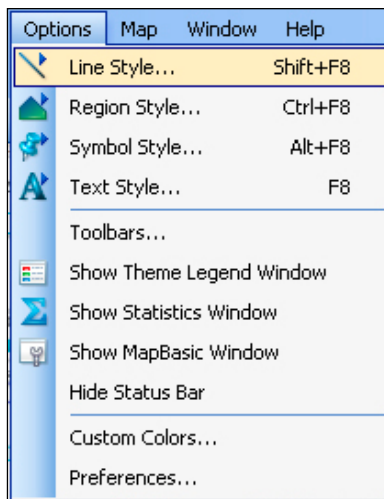 Options Map Window Help
Line Style... Shift+F8
Region Style... Ctrl+F8
Symbol Style... Alt+F8
Text Style... F8
Toolbars...
Show Theme Legend Window
Show Statistics Window
Show MapBasic Window
Hide Status Bar
Custom Colors...
Preferences...